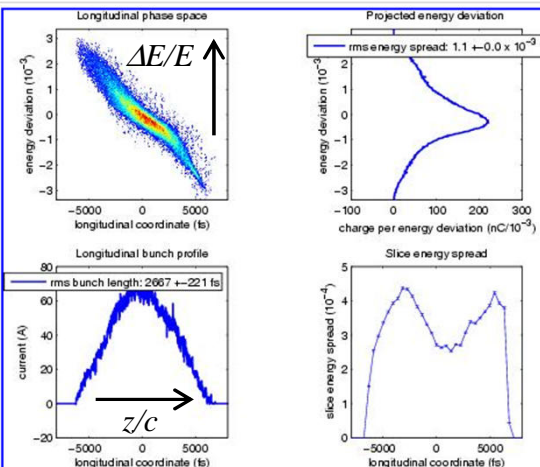 Longitudinal phase space
energy deviation (10⁻³)
3
2
1
0
−1
−2
−3
ΔE/E
−5000 0 5000
longitudinal coordinate (fs)
Projected energy deviation
rms energy spread: 1.1 +−0.0 x 10⁻³
energy deviation (10⁻³)
2
1
0
−1
−2
−3
−100 0 100 200 300
charge per energy deviation (nC/10⁻³)
Longitudinal bunch profile
80
rms bunch length: 2667 +−221 fs
current (A)
60
40
20
0
−20
z/c
−5000 0 5000
longitudinal coordinate (fs)
Slice energy spread
slice energy spread (10⁻⁴)
5
4
3
2
1
0
−5000 0 5000
longitudinal coordinate (fs)